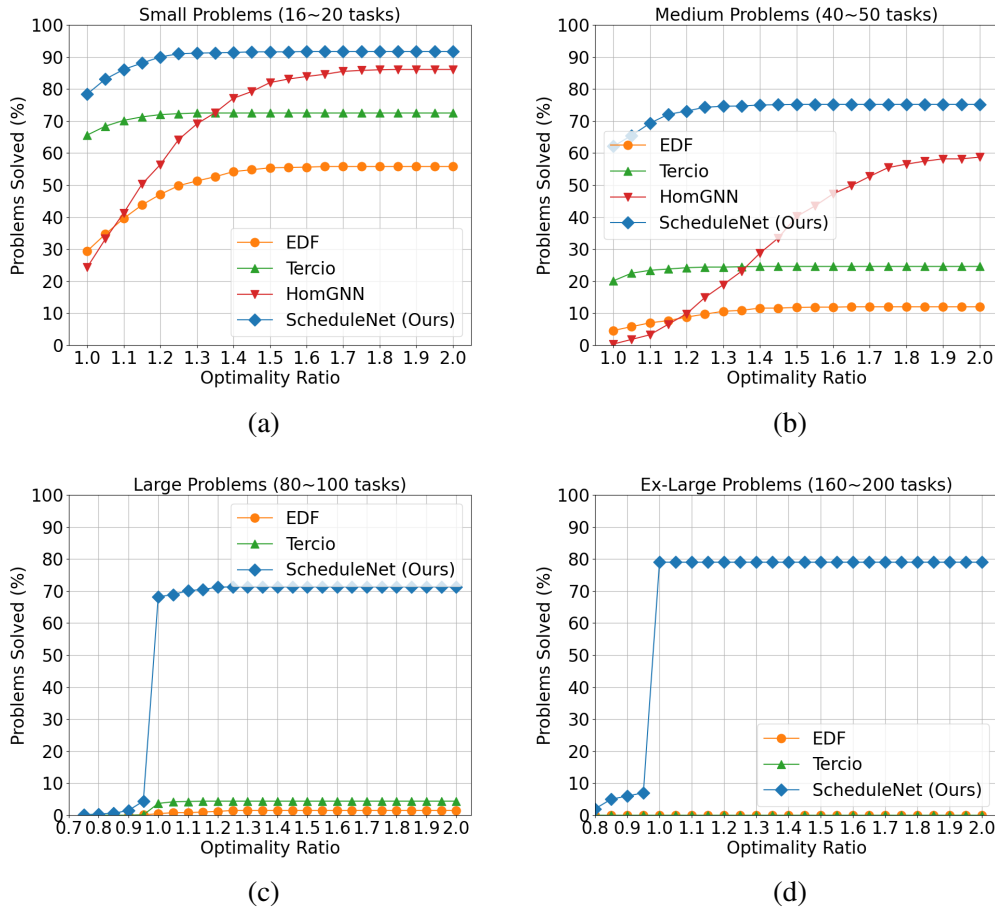 Small Problems (16~20 tasks)
100
90
80
70
60
50
40
30
20
10
0
Problems Solved (%)
EDF
Tercio
HomGNN
ScheduleNet (Ours)
1.0 1.1 1.2 1.3 1.4 1.5 1.6 1.7 1.8 1.9 2.0
Optimality Ratio
(a)
Medium Problems (40~50 tasks)
100
90
80
70
60
50
40
30
20
10
0
Problems Solved (%)
EDF
Tercio
HomGNN
ScheduleNet (Ours)
1.0 1.1 1.2 1.3 1.4 1.5 1.6 1.7 1.8 1.9 2.0
Optimality Ratio
(b)
Large Problems (80~100 tasks)
100
90
80
70
60
50
40
30
20
10
0
Problems Solved (%)
EDF
Tercio
ScheduleNet (Ours)
0.7 0.8 0.9 1.0 1.1 1.2 1.3 1.4 1.5 1.6 1.7 1.8 1.9 2.0
Optimality Ratio
(c)
Ex-Large Problems (160~200 tasks)
100
90
80
70
60
50
40
30
20
10
0
Problems Solved (%)
EDF
Tercio
ScheduleNet (Ours)
0.8 0.9 1.0 1.1 1.2 1.3 1.4 1.5 1.6 1.7 1.8 1.9 2.0
Optimality Ratio
(d)